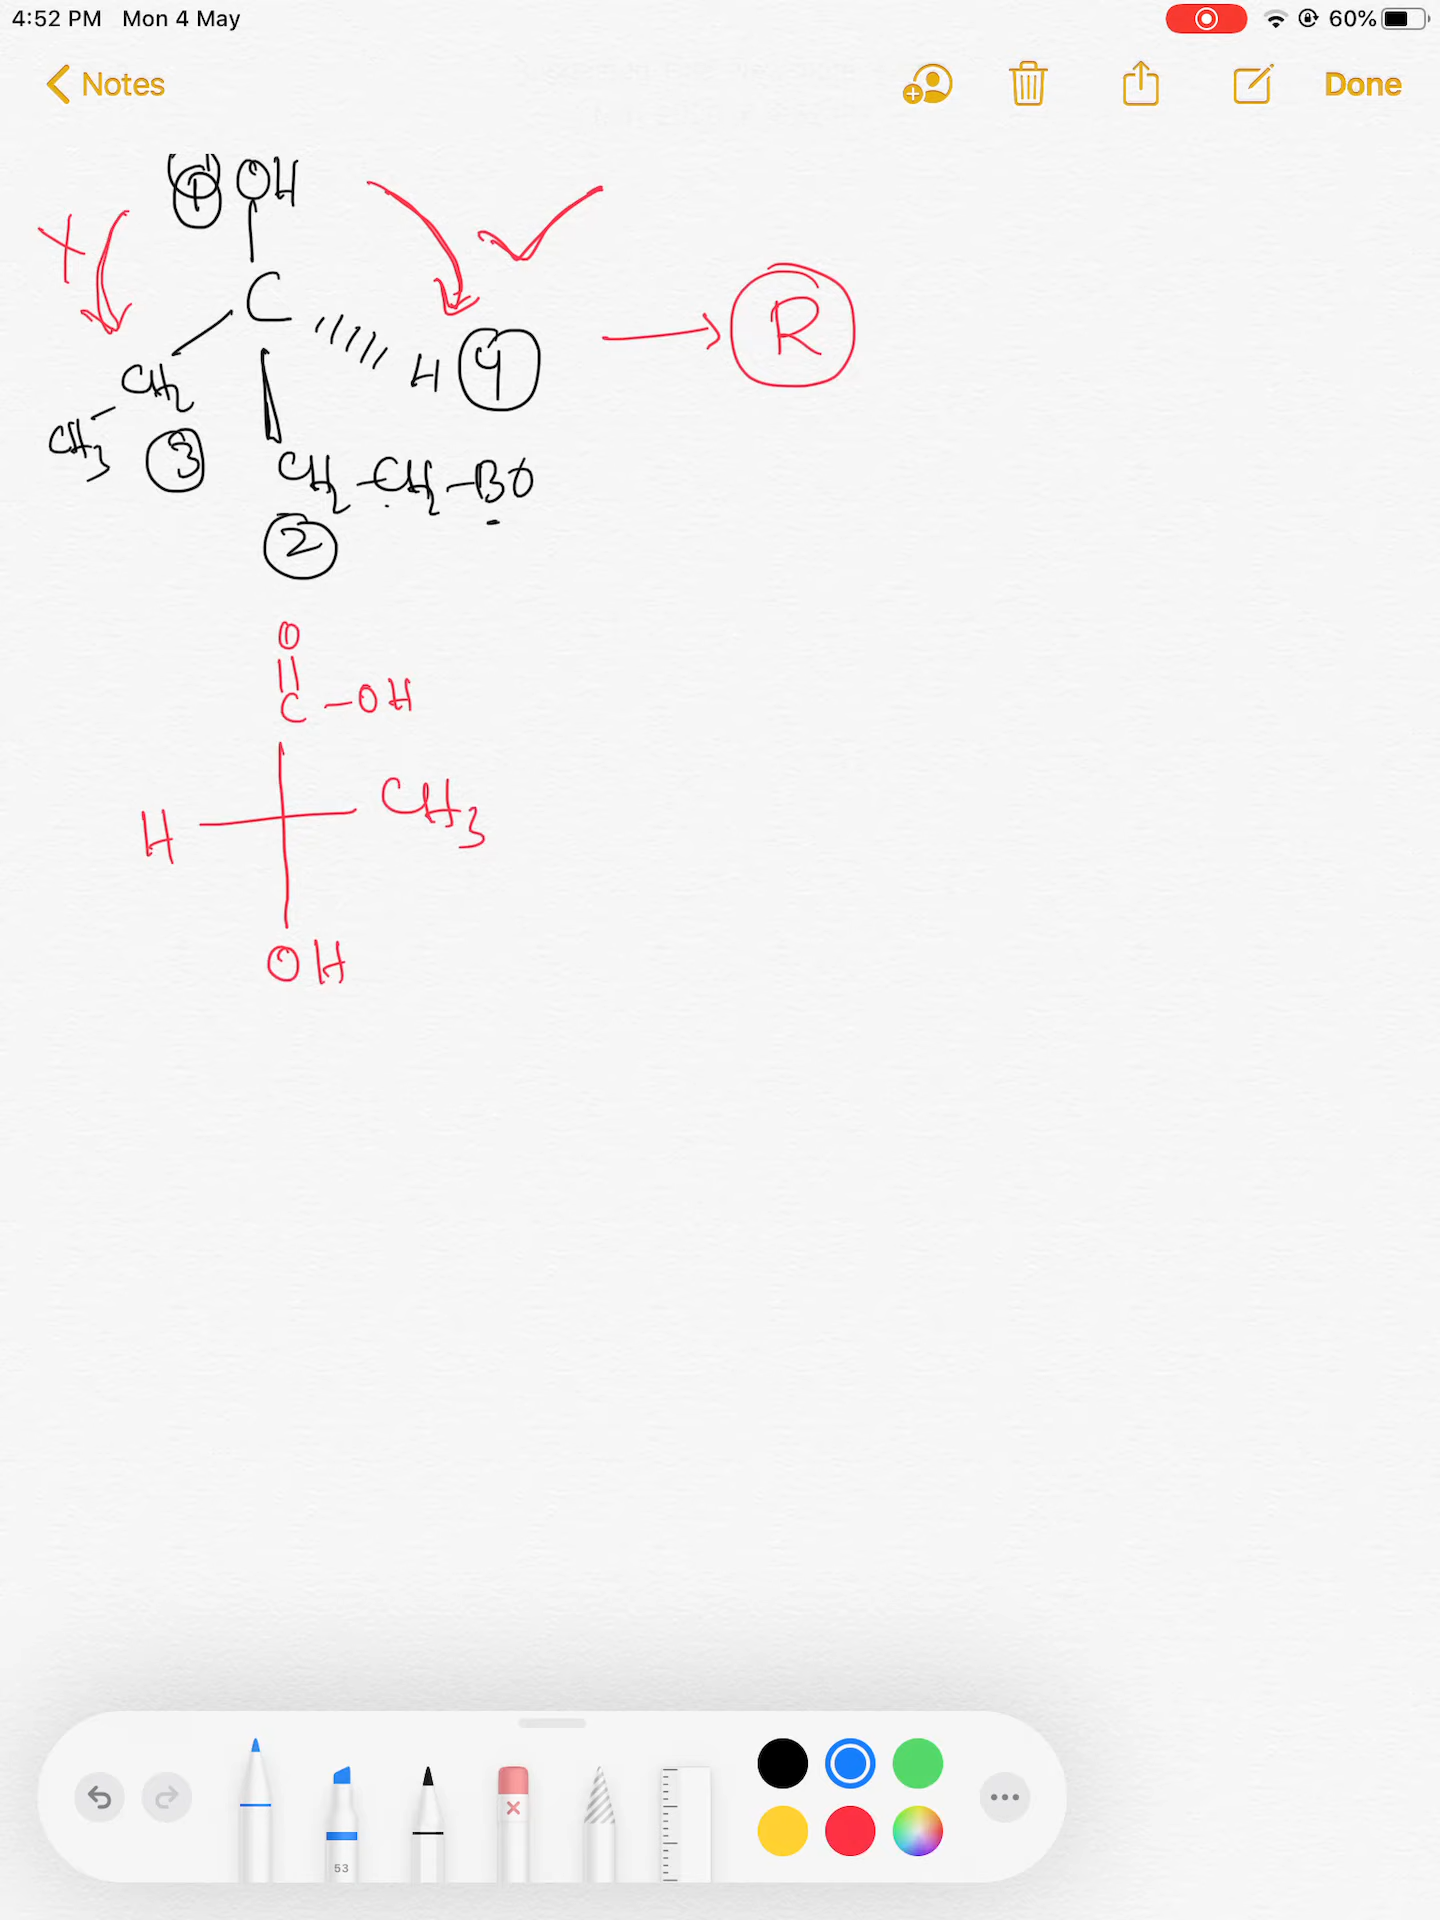 4:52 PM Mon 4 May 60%
Notes Done
1 OH
X
C
R
H 4
CH2
CH3
3
CH2-CH2-Br
2
O
C-OH
H CH3
OH
53